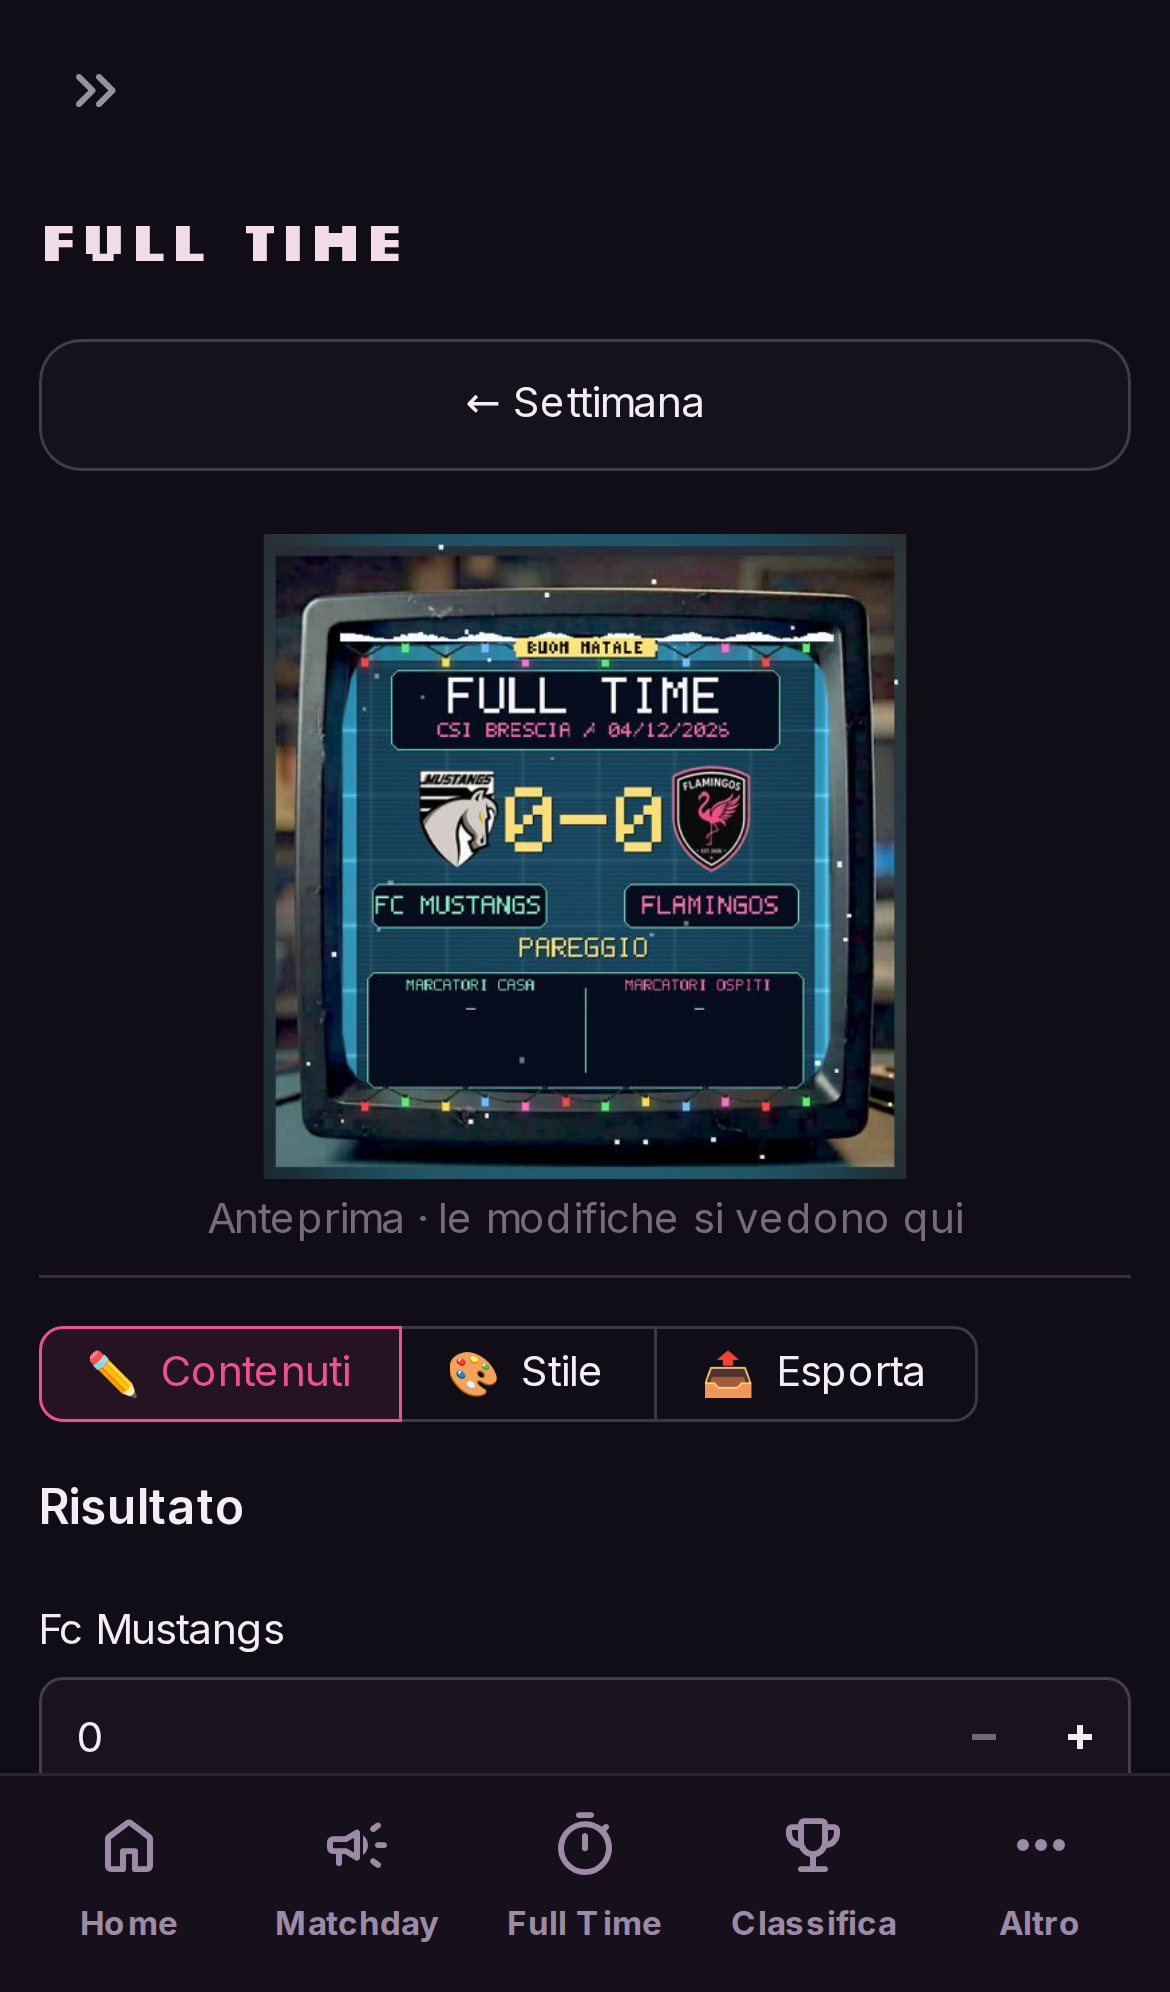 FULL TIME
← Settimana
BUON NATALE
FULL TIME
CSI BRESCIA / 04/12/2026
MUSTANGS
0-0
FLAMINGOS
FC MUSTANGS
FLAMINGOS
PAREGGIO
MARCATORI CASA
MARCATORI OSPITI
–
–
Anteprima · le modifiche si vedono qui
Contenuti
Stile
Esporta
Risultato
Fc Mustangs
0
Home
Matchday
Full Time
Classifica
Altro